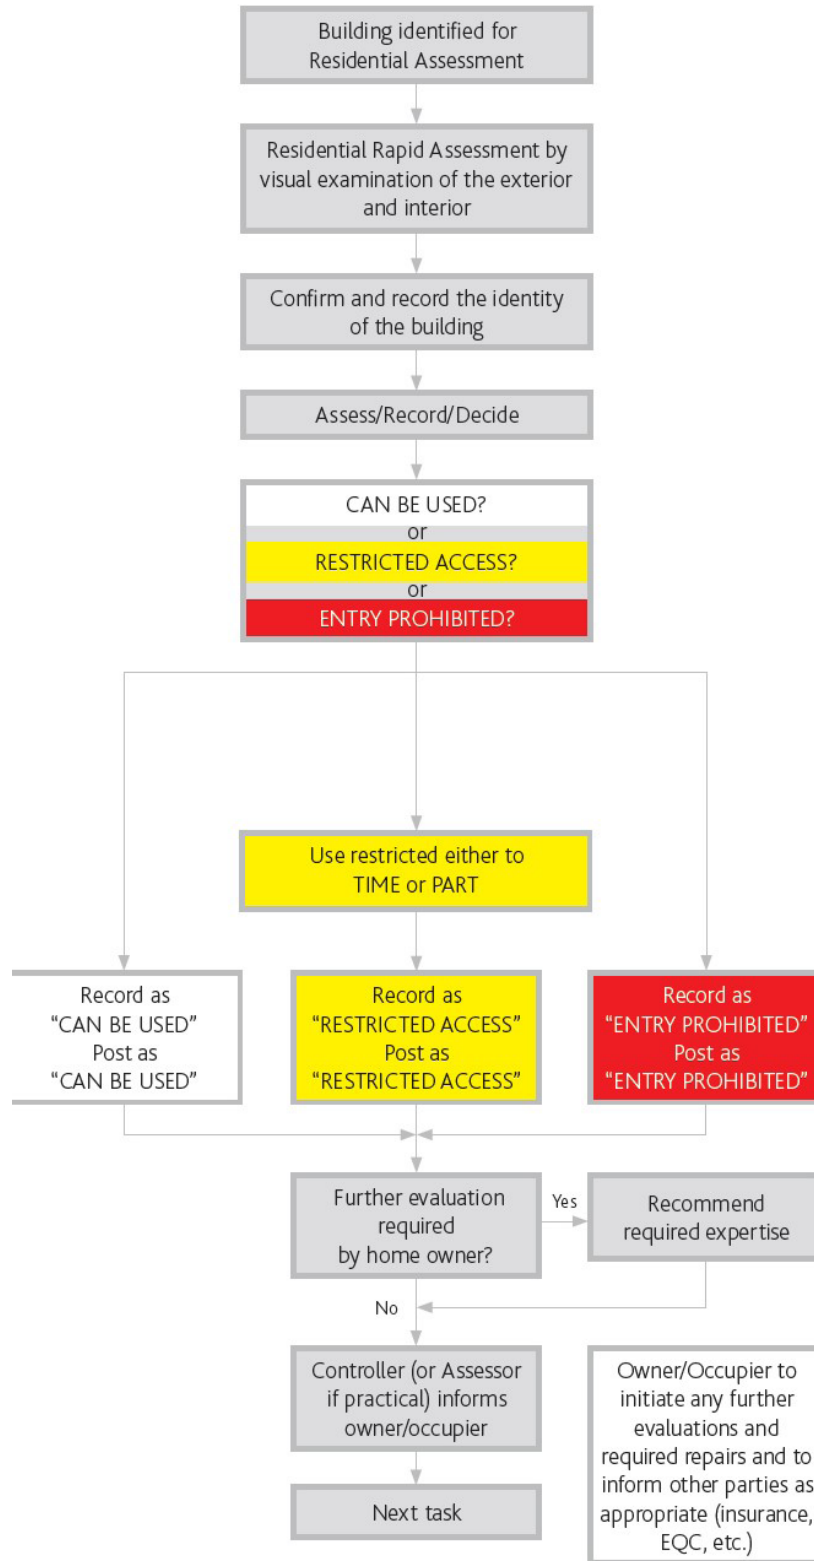 Building identified for
Residential Assessment
Residential Rapid Assessment by
visual examination of the exterior
and interior
Confirm and record the identity
of the building
Assess/Record/Decide
CAN BE USED?
or
RESTRICTED ACCESS?
or
ENTRY PROHIBITED?
Use restricted either to
TIME or PART
Record as
“CAN BE USED”
Post as
“CAN BE USED”
Record as
“RESTRICTED ACCESS”
Post as
“RESTRICTED ACCESS”
Record as
“ENTRY PROHIBITED”
Post as
“ENTRY PROHIBITED”
Further evaluation
required
by home owner?
Yes
Recommend
required expertise
No
Controller (or Assessor
if practical) informs
owner/occupier
Owner/Occupier to
initiate any further
evaluations and
required repairs and to
inform other parties as
appropriate (insurance,
EQC, etc.)
Next task